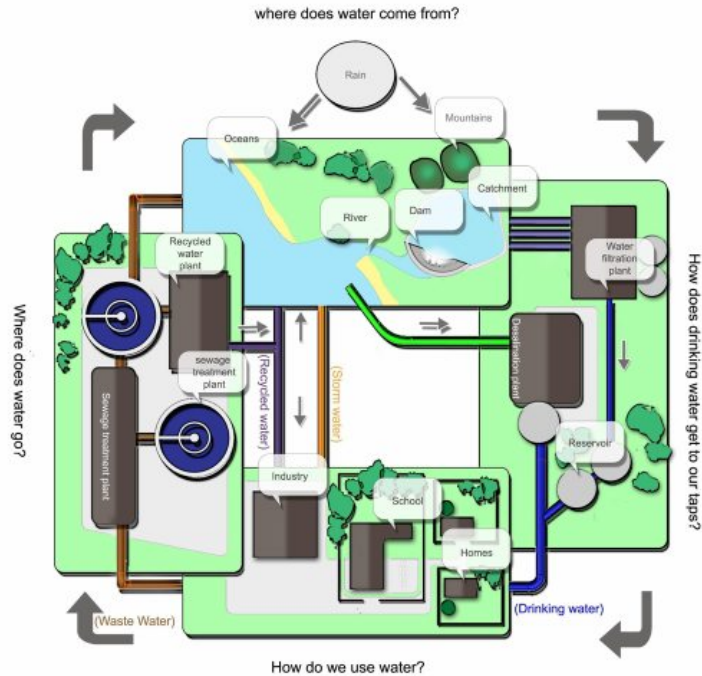 where does water come from?
Rain
Mountains
Oceans
Catchment
River
Dam
Recycled
water
plant
Water
filtration
plant
Desalination plant
sewage
treatment
plant
Sewage treatment plant
(Recycled water)
(Storm water)
Where does water go?
How does drinking water get to our taps?
Reservoir
Industry
School
Homes
(Waste Water)
(Drinking water)
How do we use water?